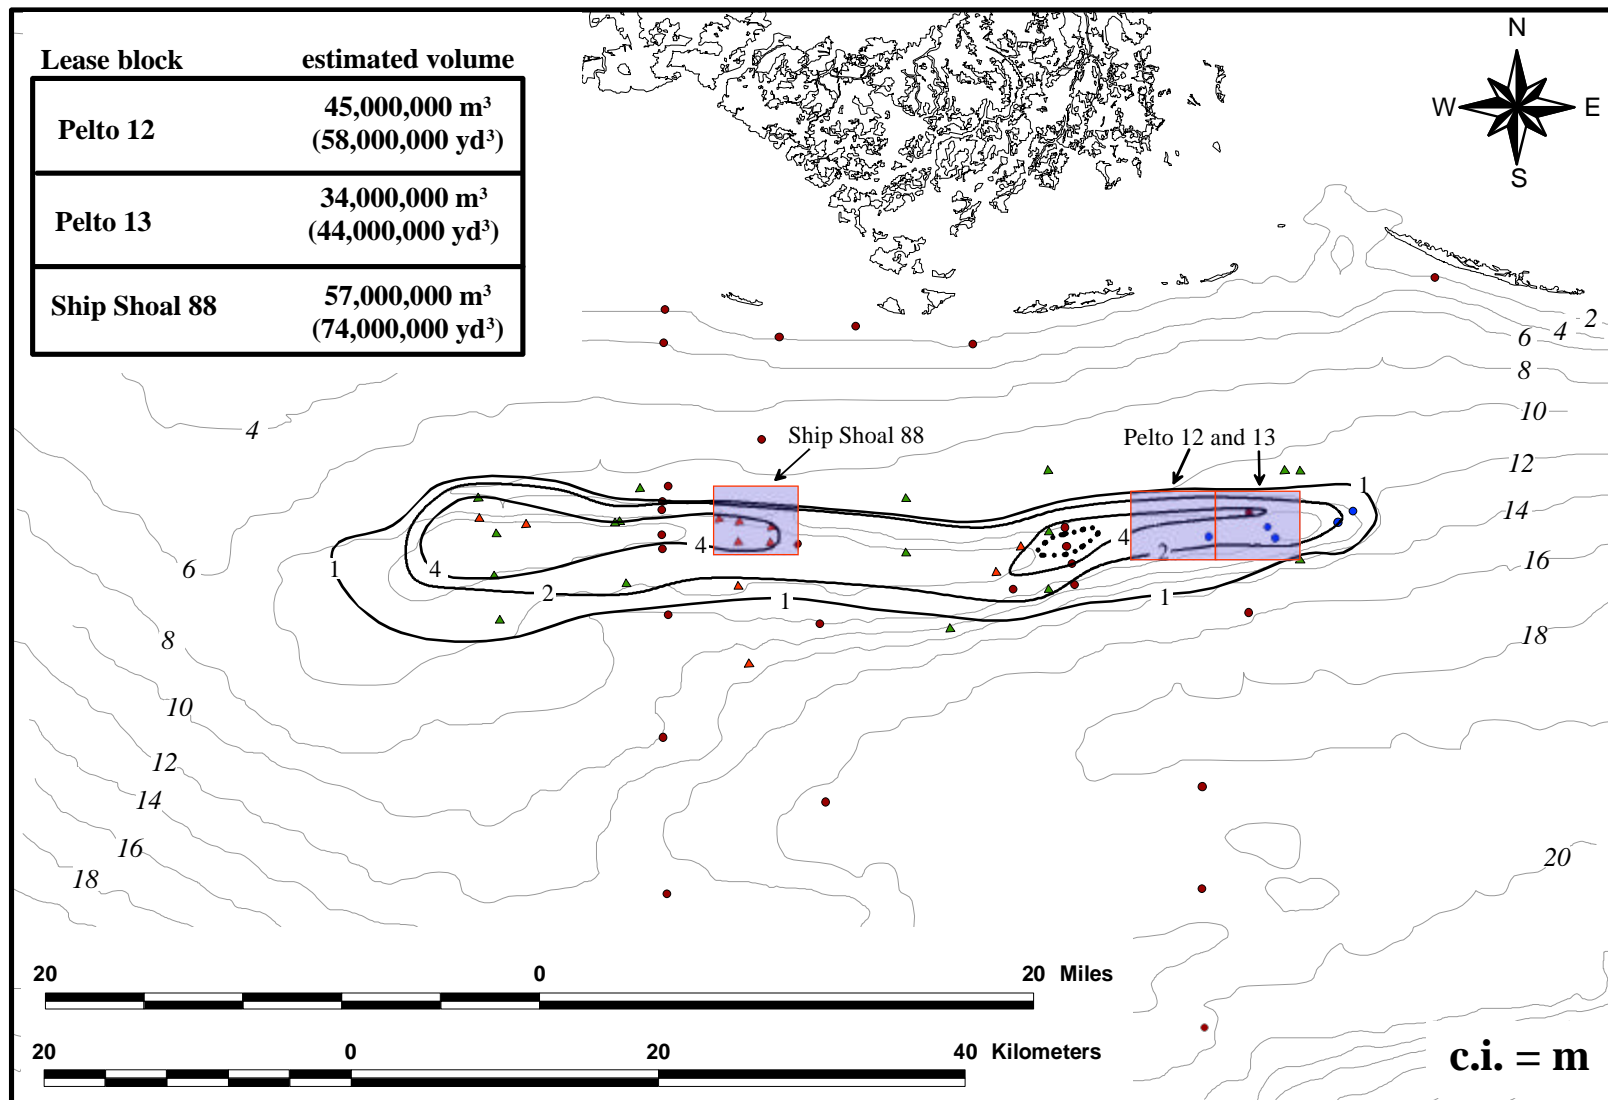 Lease block estimated volume
Pelto 12
45,000,000 m³
(58,000,000 yd³)
Pelto 13
34,000,000 m³
(44,000,000 yd³)
Ship Shoal 88
57,000,000 m³
(74,000,000 yd³)
N
W E
S
2
4
6
8
10
12
14
16
18
20
4
6
8
10
12
14
16
18
Ship Shoal 88
Pelto 12 and 13
1
4
4
2
1
4
2
1
1
20 0 20 Miles
20 0 20 40 Kilometers
c.i. = m